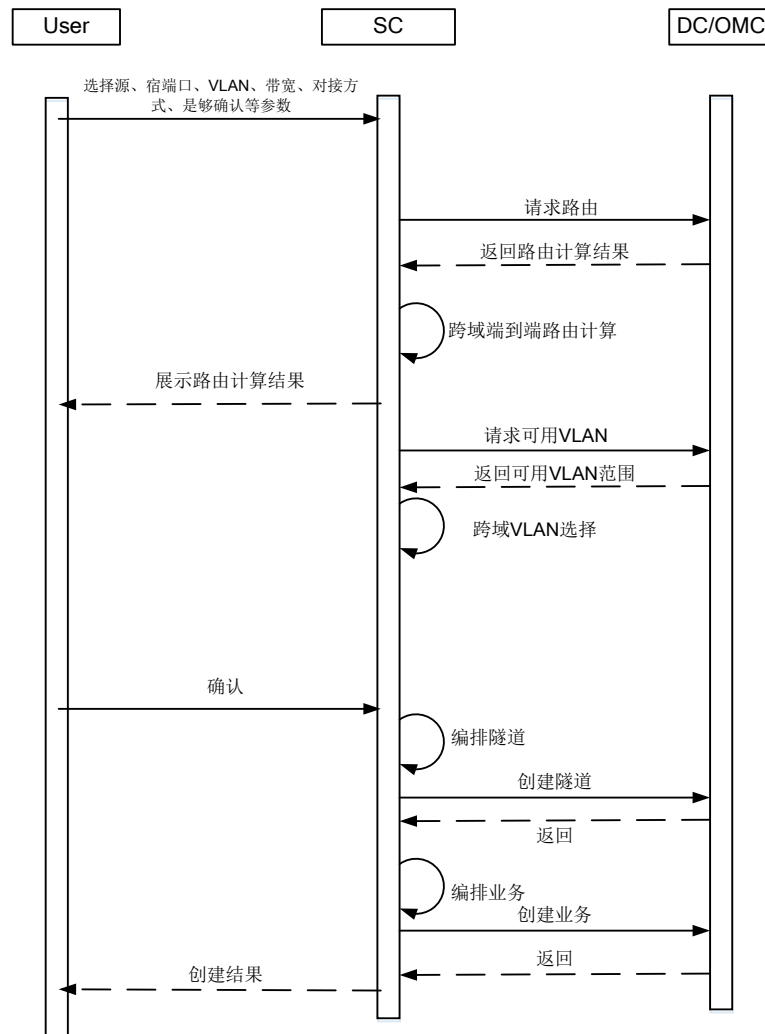 User
SC
DC/OMC
选择源、宿端口、VLAN、带宽、对接方
式、是够确认等参数
请求路由
返回路由计算结果
跨域端到端路由计算
展示路由计算结果
请求可用VLAN
返回可用VLAN范围
跨域VLAN选择
确认
编排隧道
创建隧道
返回
编排业务
创建业务
返回
创建结果